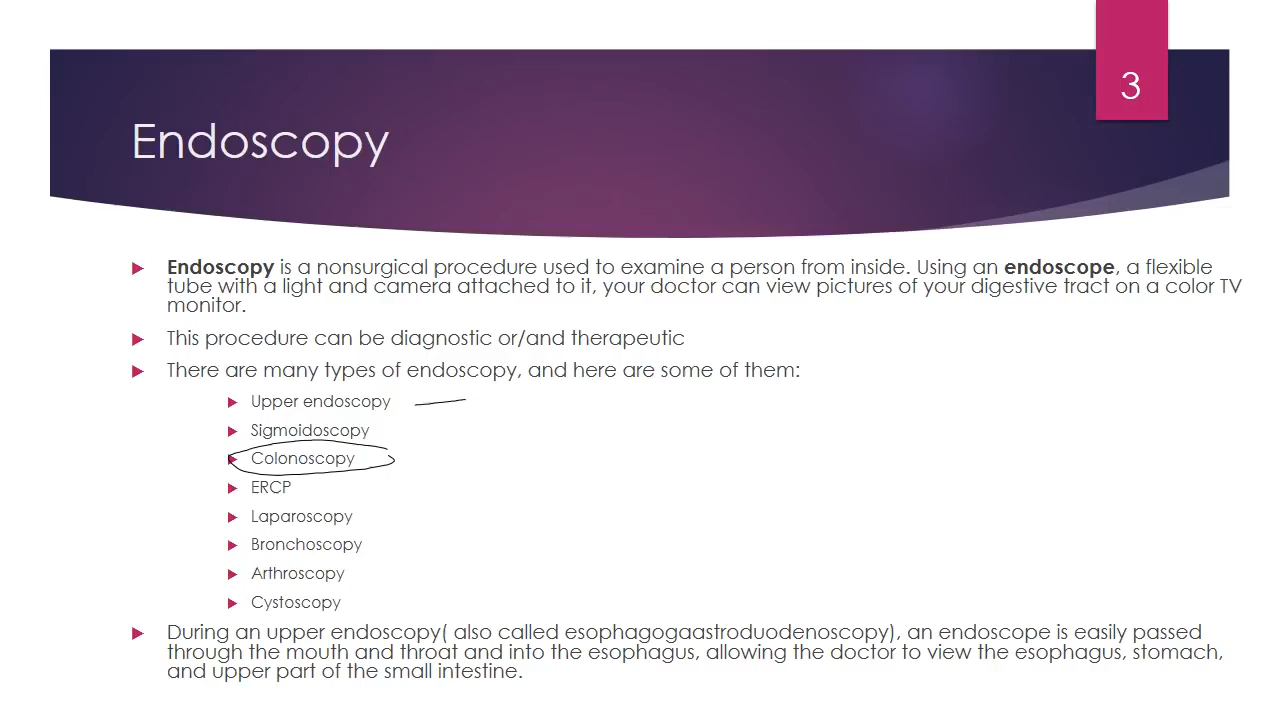 3
Endoscopy
Endoscopy is a nonsurgical procedure used to examine a person from inside. Using an endoscope, a flexible
tube with a light and camera attached to it, your doctor can view pictures of your digestive tract on a color TV
monitor.
This procedure can be diagnostic or/and therapeutic
There are many types of endoscopy, and here are some of them:
Upper endoscopy
Sigmoidoscopy
Colonoscopy
ERCP
Laparoscopy
Bronchoscopy
Arthroscopy
Cystoscopy
During an upper endoscopy( also called esophagogaastroduodenoscopy), an endoscope is easily passed
through the mouth and throat and into the esophagus, allowing the doctor to view the esophagus, stomach,
and upper part of the small intestine.